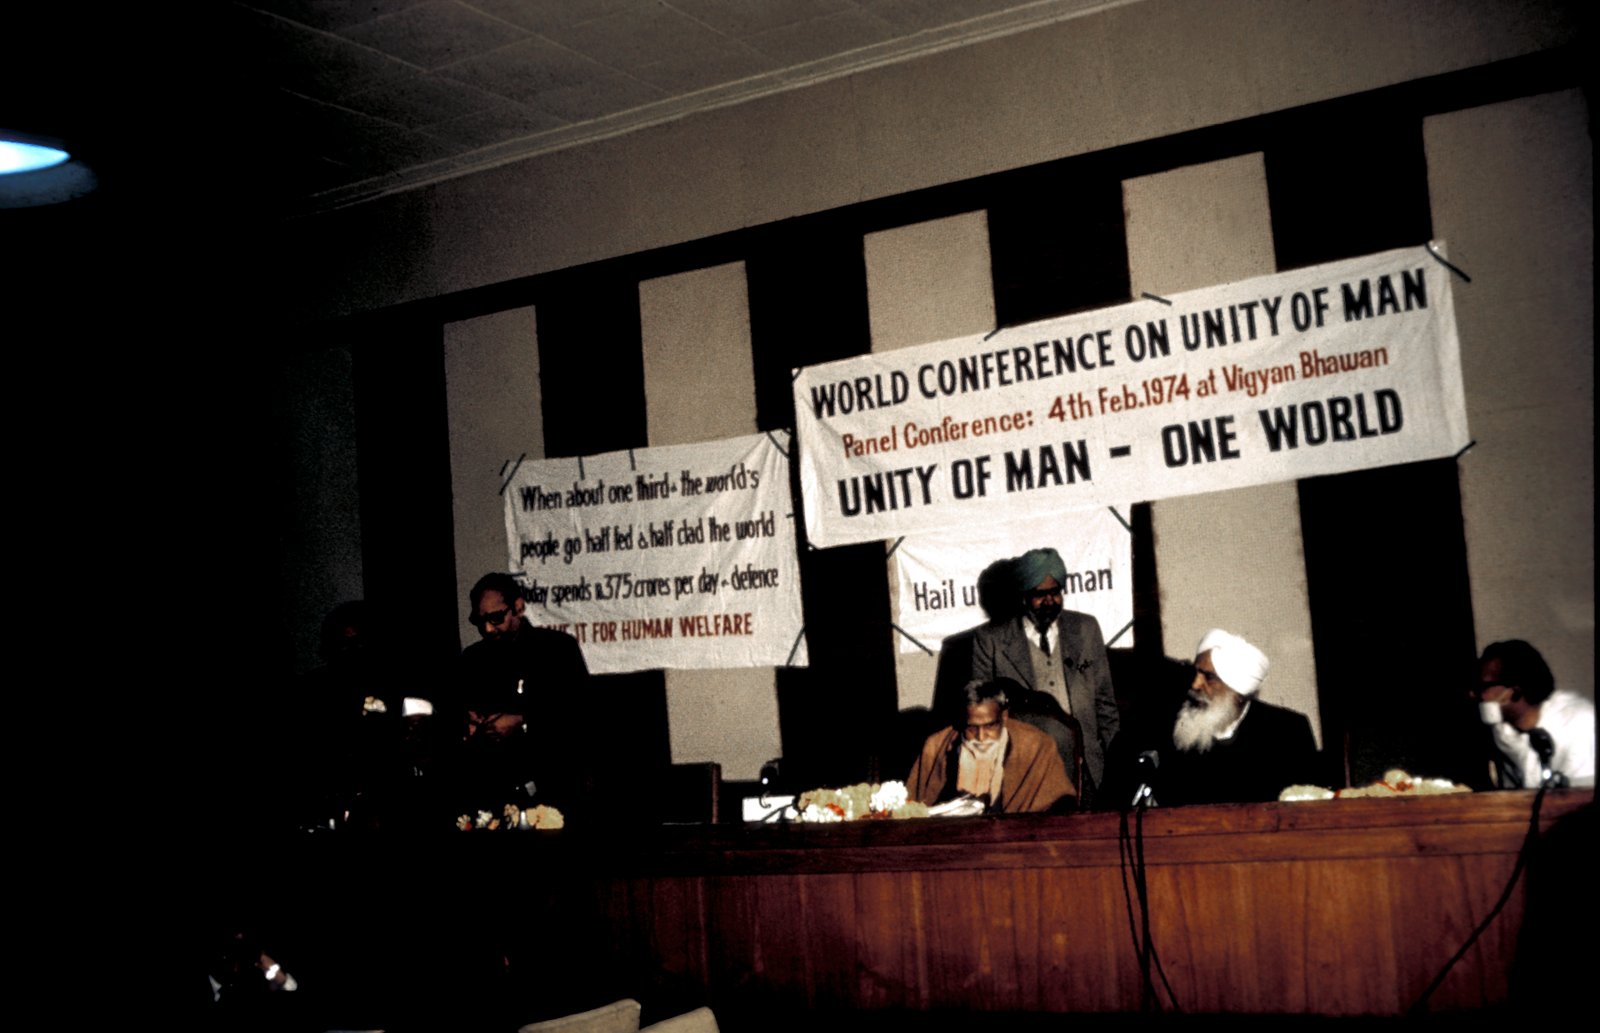 WORLD CONFERENCE ON UNITY OF MAN
Panel Conference: 4th Feb.1974 at Vigyan Bhawan
UNITY OF MAN - ONE WORLD
When about one third the world's
people go half fed & half clad the world
today spends 375 crores per day defence
IT FOR HUMAN WELFARE
Hail man